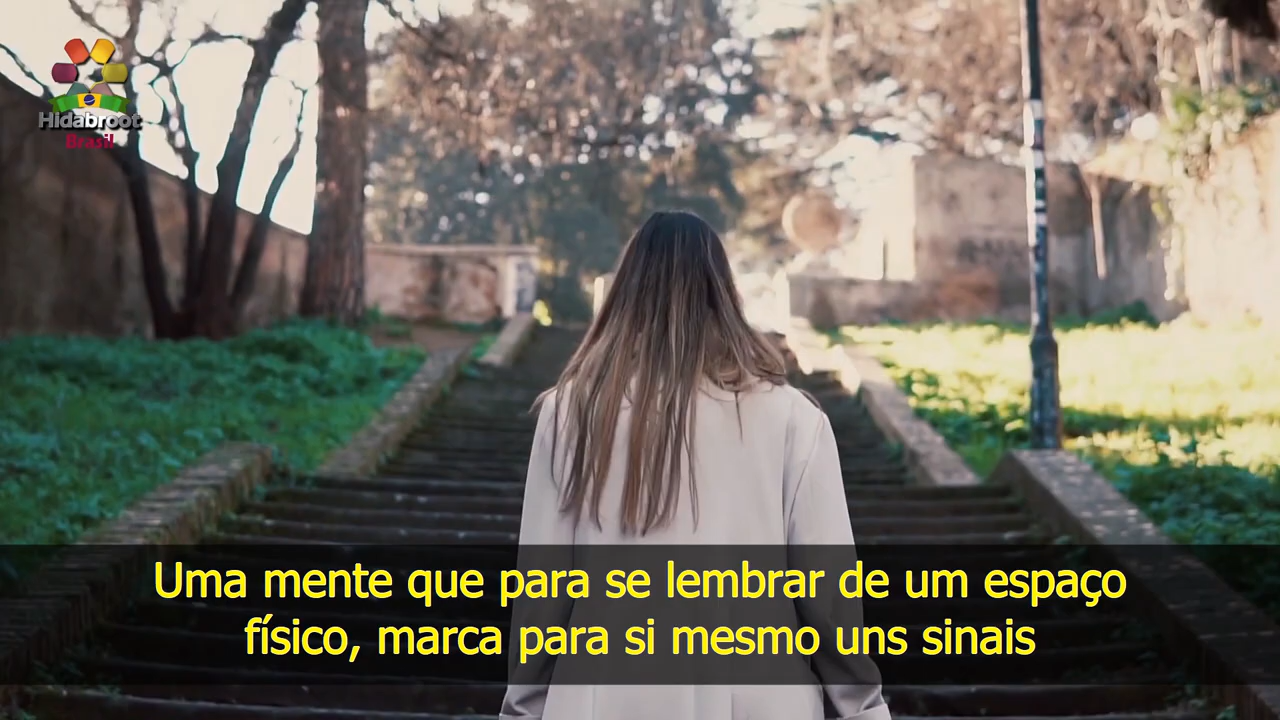 Hidabroot
Brasil
Uma mente que para se lembrar de um espaço
físico, marca para si mesmo uns sinais